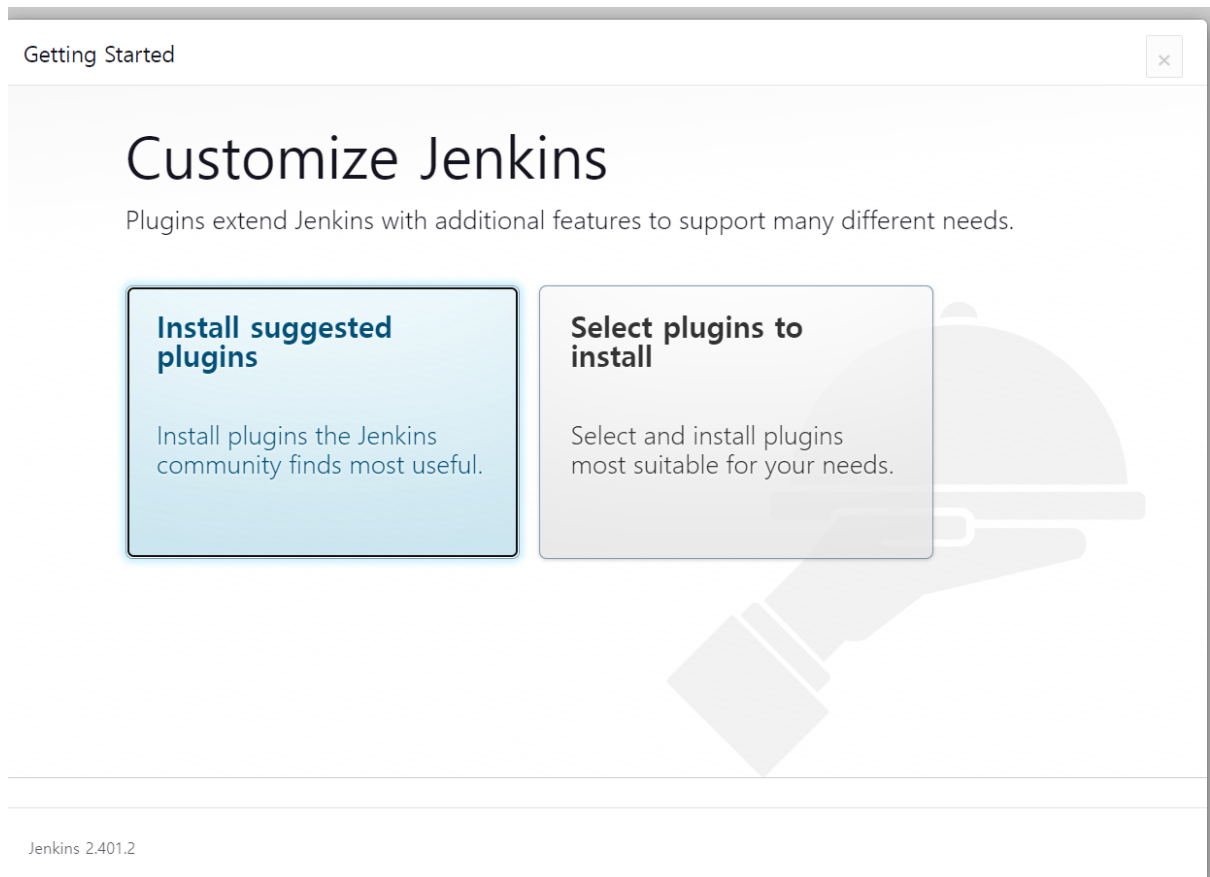 Getting Started
×
Customize Jenkins
Plugins extend Jenkins with additional features to support many different needs.
Install suggested
plugins
Install plugins the Jenkins
community finds most useful.
Select plugins to
install
Select and install plugins
most suitable for your needs.
Jenkins 2.401.2